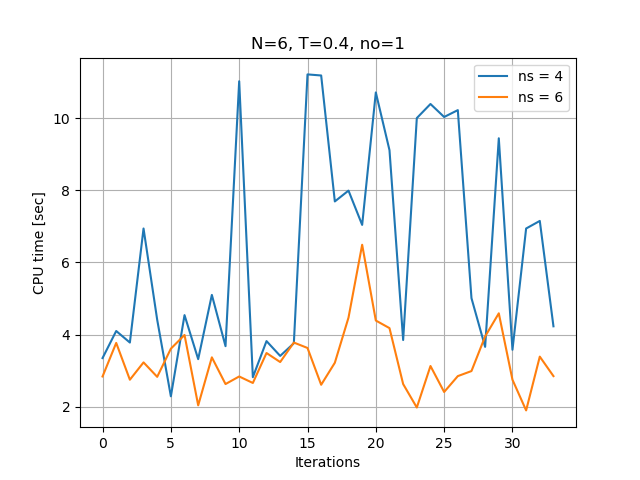 N=6, T=0.4, no=1
ns = 4
ns = 6
CPU time [sec]
10
8
6
4
2
0 5 10 15 20 25 30
Iterations